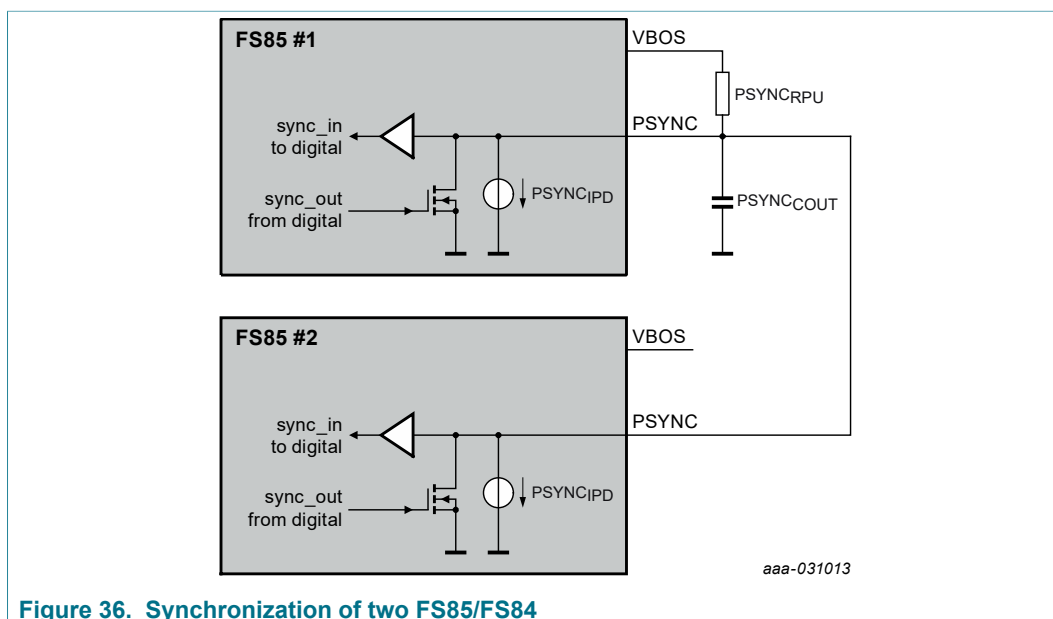 FS85 #1
VBOS
PSYNCRPU
sync_in
to digital
PSYNC
sync_out
from digital
PSYNCIPD
PSYNCCOUT
FS85 #2
VBOS
sync_in
to digital
PSYNC
sync_out
from digital
PSYNCIPD
aaa-031013
Figure 36. Synchronization of two FS85/FS84